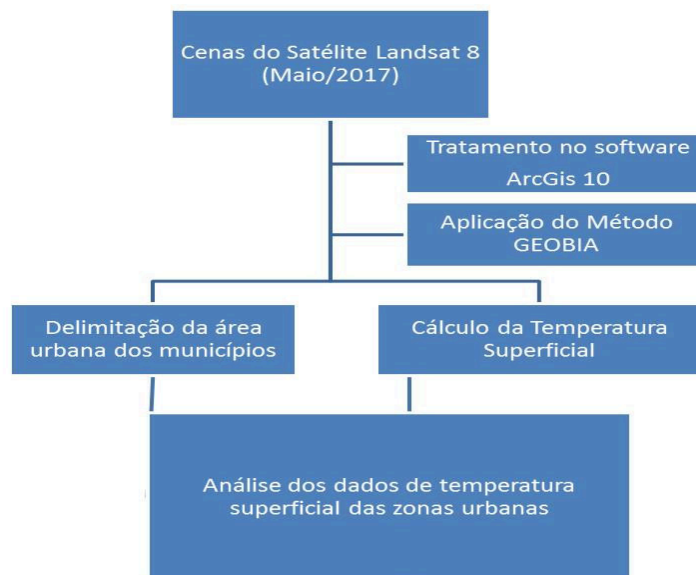 Cenas do Satélite Landsat 8
(Maio/2017)
Tratamento no software
ArcGis 10
Aplicação do Método
GEOBIA
Delimitação da área
urbana dos municípios
Cálculo da Temperatura
Superficial
Análise dos dados de temperatura
superficial das zonas urbanas